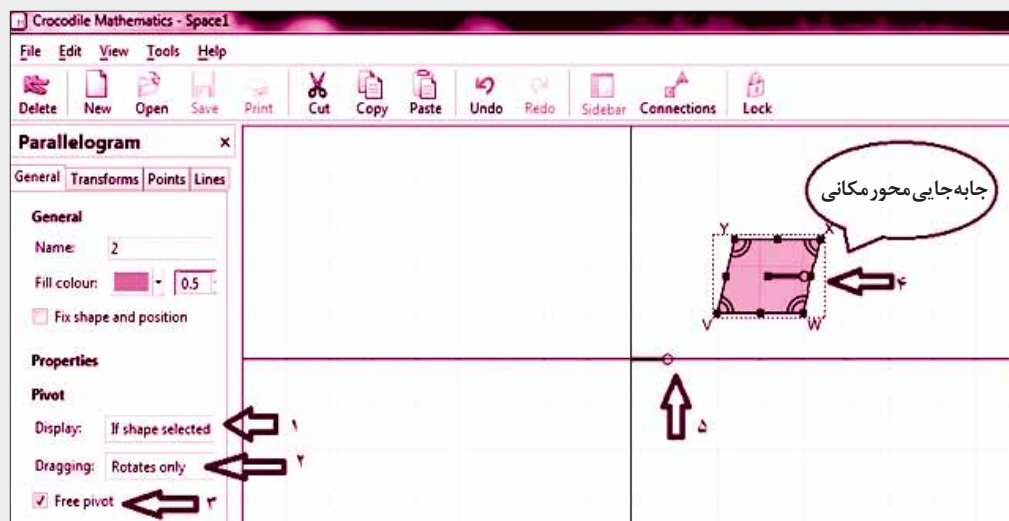 Crocodile Mathematics - Space1
File Edit View Tools Help
Delete New Open Save Print Cut Copy Paste Undo Redo Sidebar Connections Lock
Parallelogram ×
General Transforms Points Lines
General
Name: 2
Fill colour: 0.5
Fix shape and position
Properties
Pivot
Display: If shape selected
۱
Dragging: Rotates only
۲
Free pivot
۳
جابه‌جایی محور مکانی
Y X
۴
V W
۵